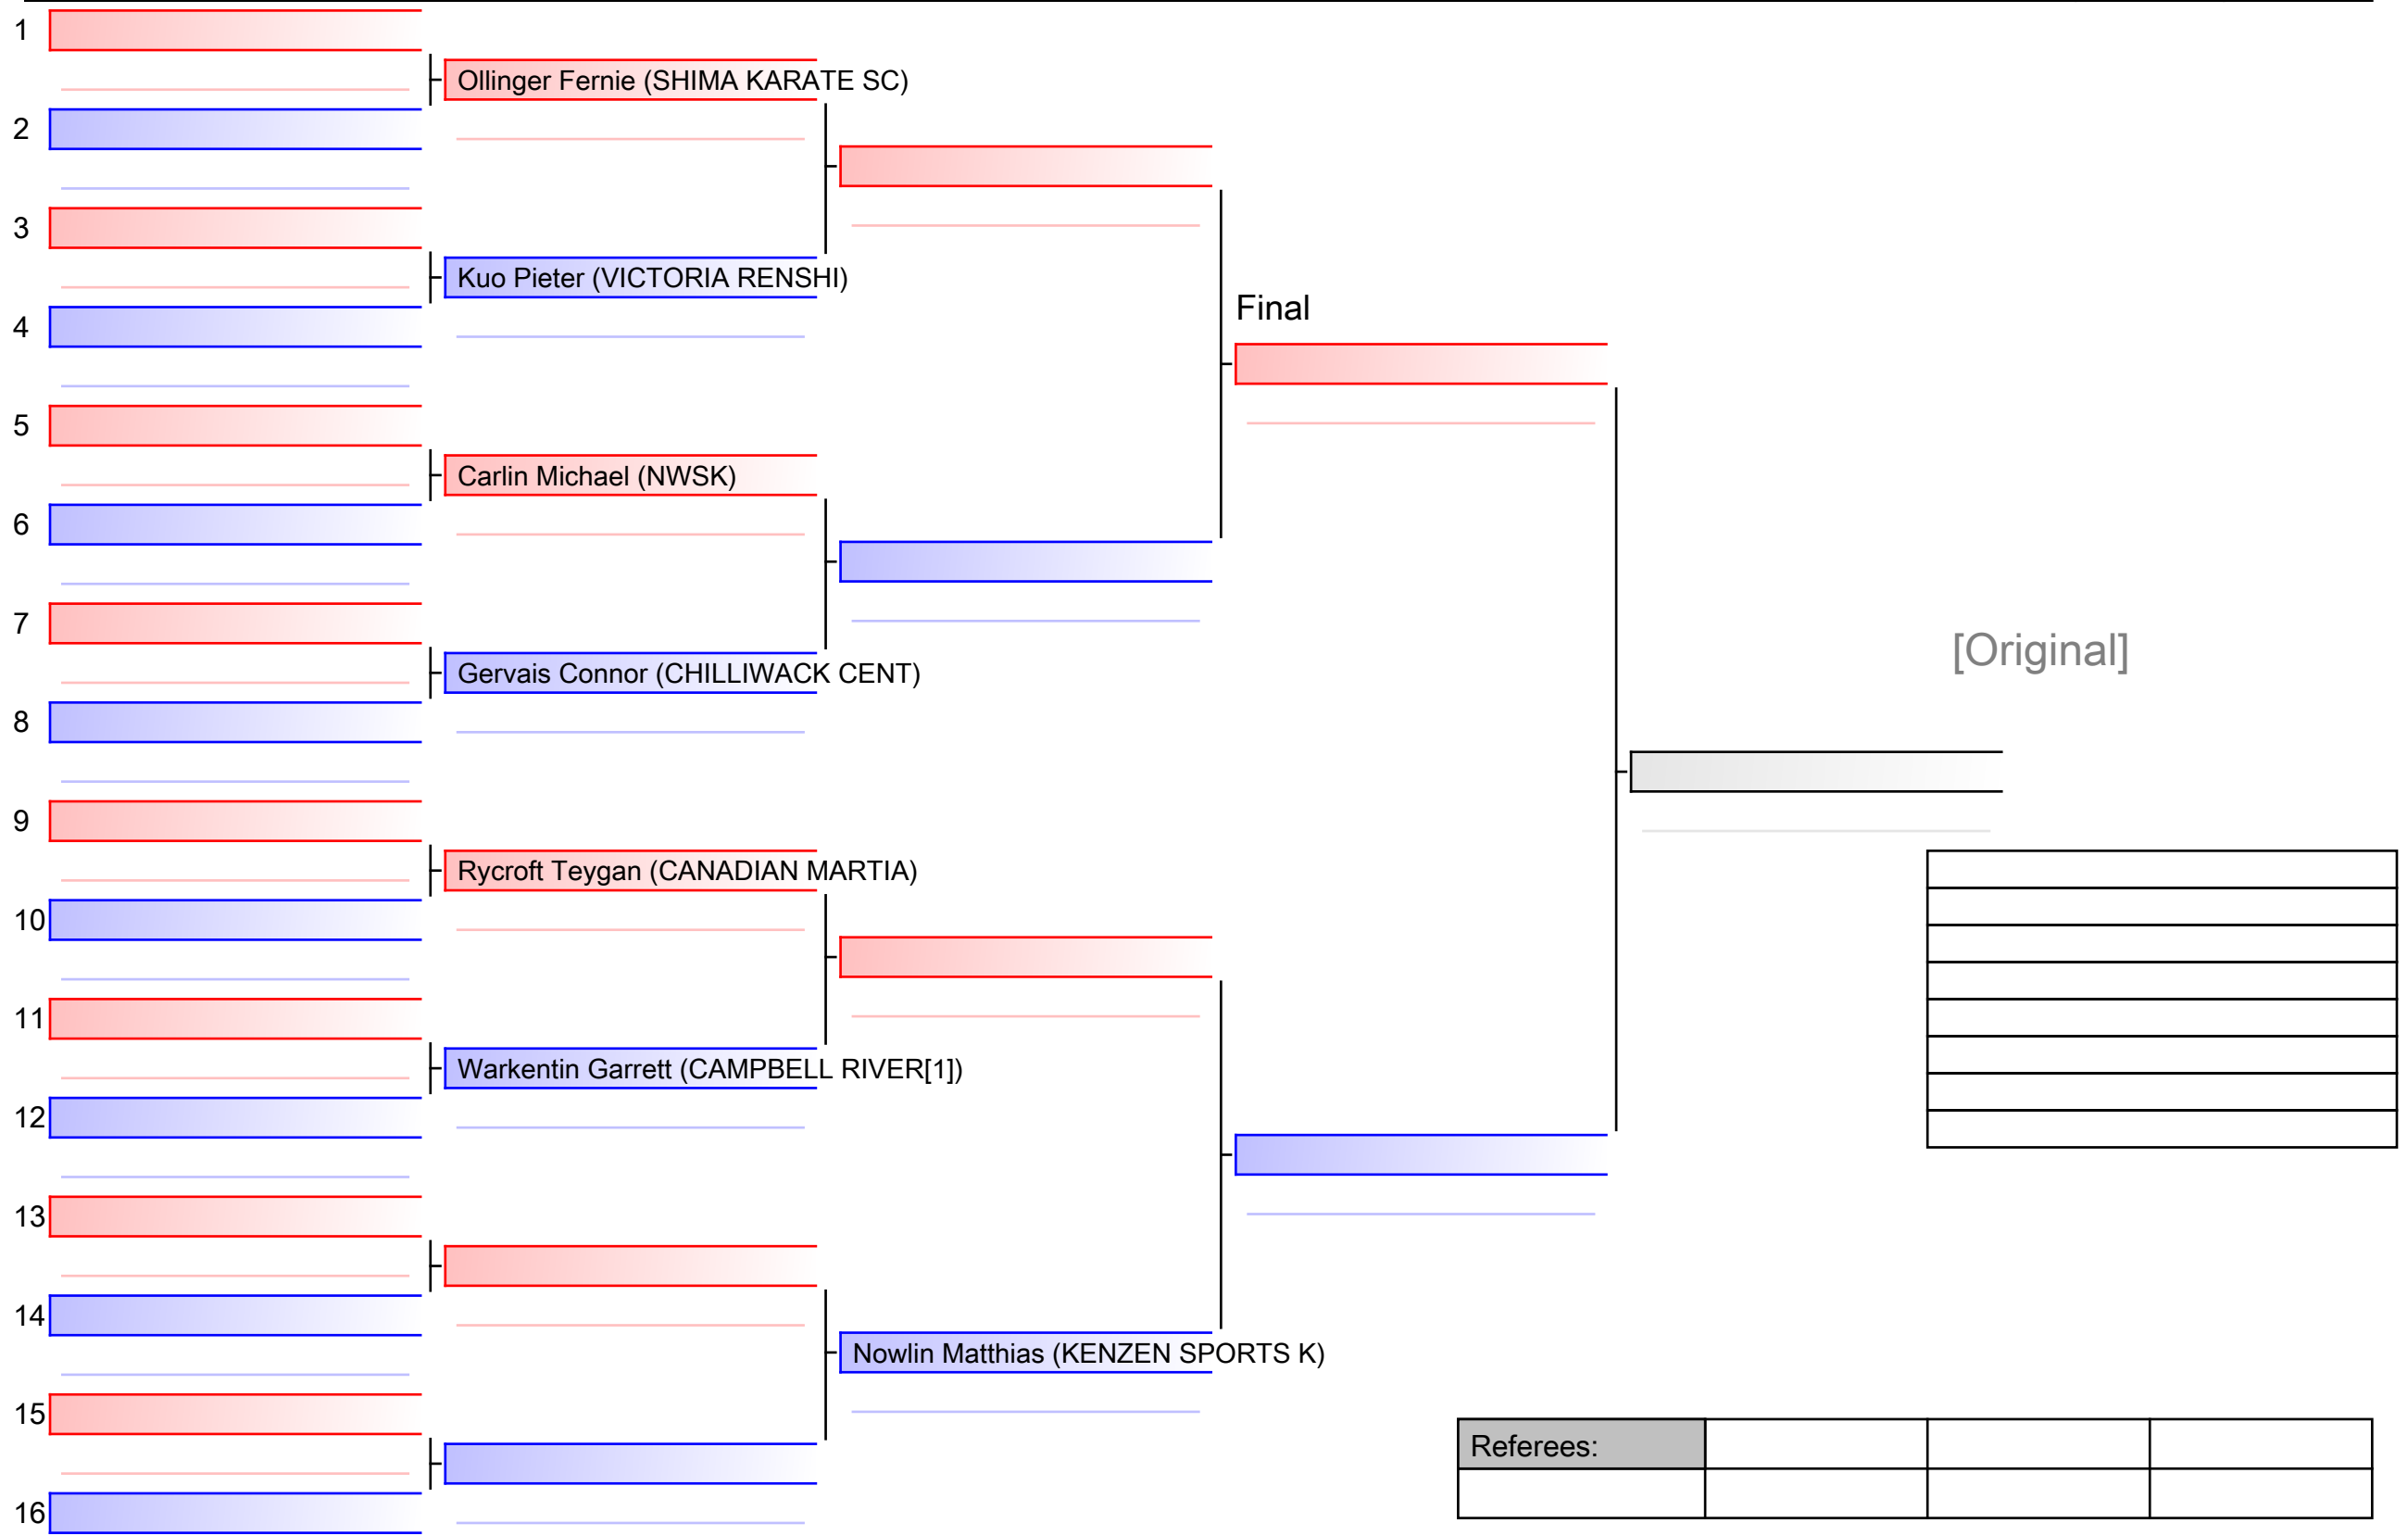 1
Ollinger Fernie (SHIMA KARATE SC)
2
3
Kuo Pieter (VICTORIA RENSHI)
Final
4
5
Carlin Michael (NWSK)
6
7
[Original]
Gervais Connor (CHILLIWACK CENT)
8
9
Rycroft Teygan (CANADIAN MARTIA)
10
11
Warkentin Garrett (CAMPBELL RIVER[1])
12
13
14
Nowlin Matthias (KENZEN SPORTS K)
15
Referees:
16